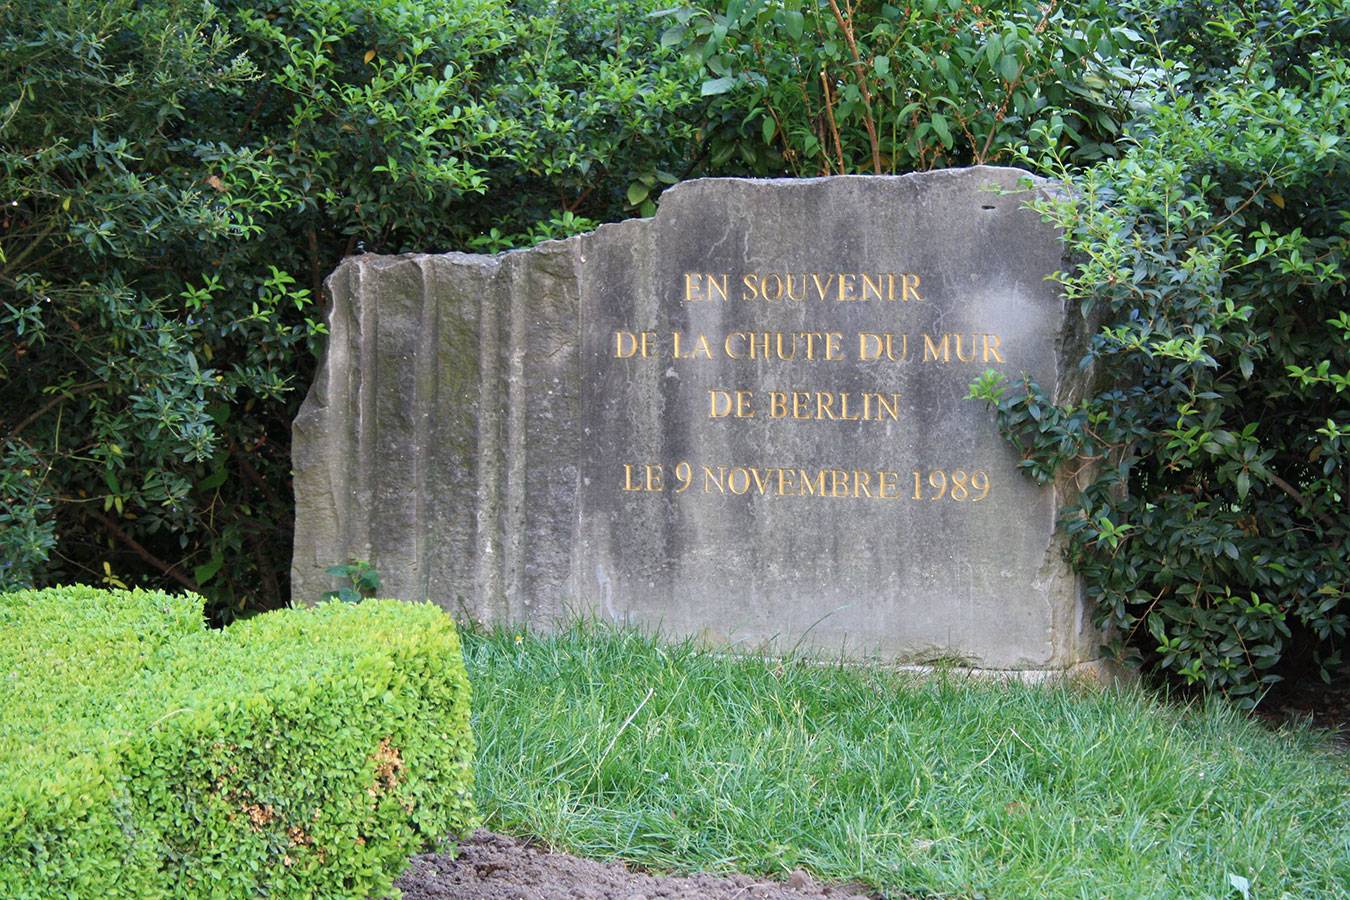 EN SOUVENIR
DE LA CHUTE DU MUR
DE BERLIN
LE 9 NOVEMBRE 1989